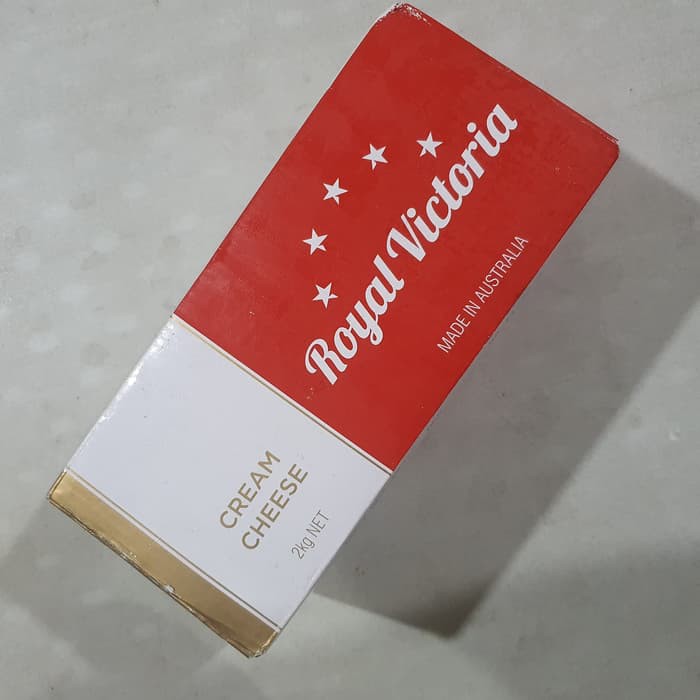 Royal Victoria
MADE IN AUSTRALIA
CREAM
CHEESE
2kg NET